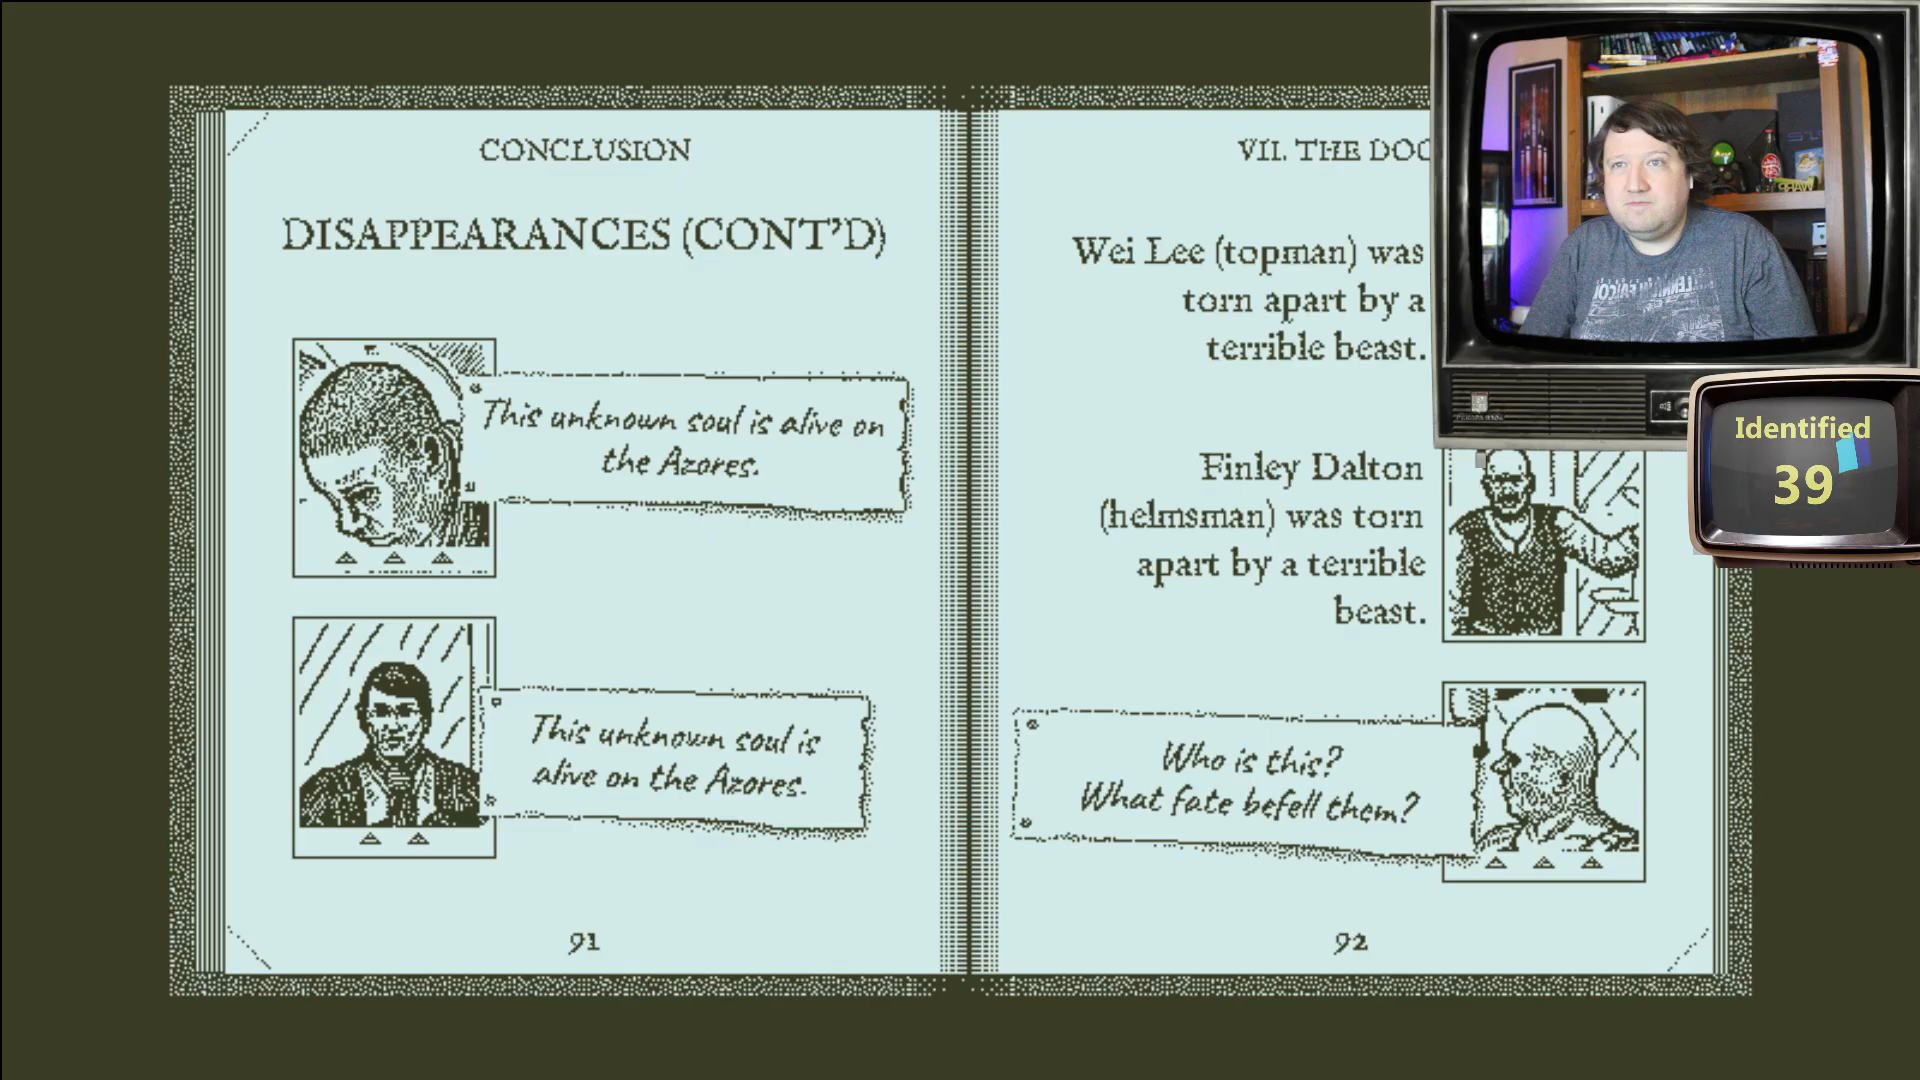 CONCLUSION
DISAPPEARANCES (CONT'D)
This unknown soul is alive on
the Azores.
This unknown soul is
alive on the Azores.
91
VII. THE DOO
Wei Lee (topman) was
torn apart by a
terrible beast.
Finley Dalton
(helmsman) was torn
apart by a terrible
beast.
Who is this?
What fate befell them?
92
Identified
39